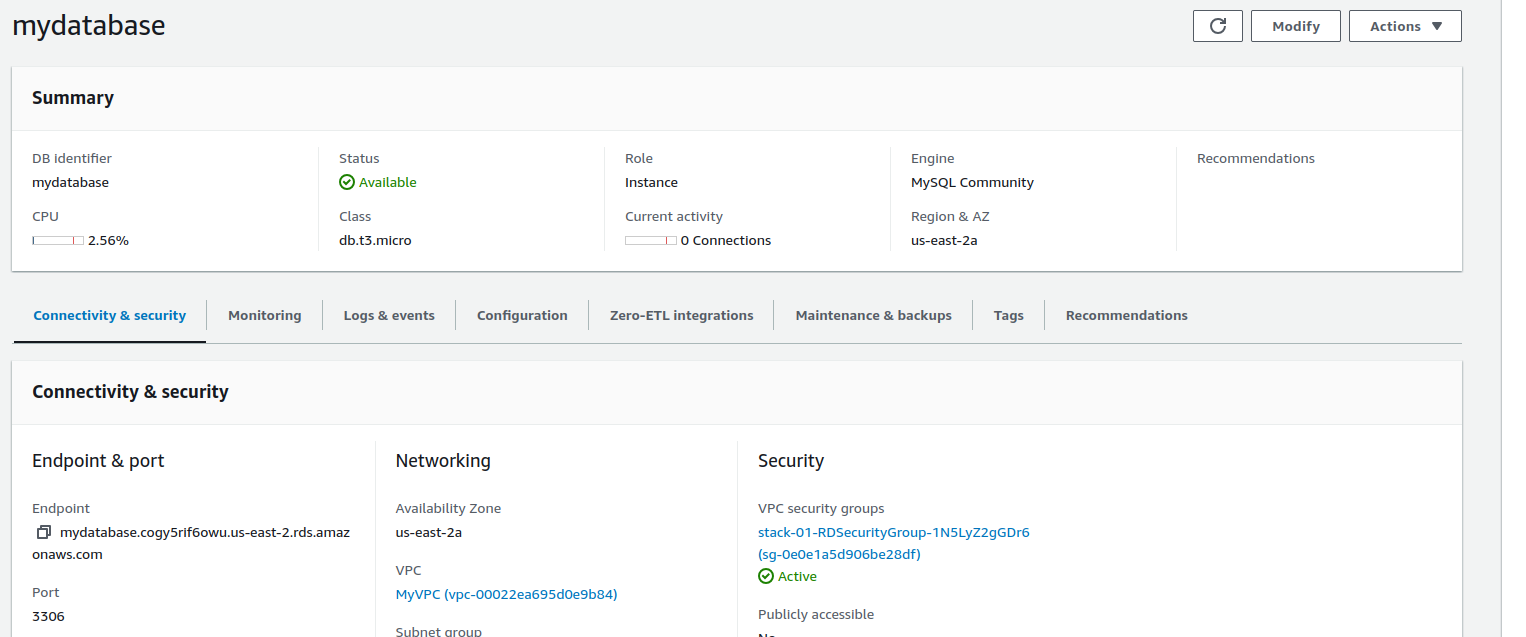 mydatabase
Modify
Actions
Summary
DB identifier
mydatabase
Status
Available
Role
Instance
Engine
MySQL Community
Recommendations
CPU
2.56%
Class
db.t3.micro
Current activity
0 Connections
Region & AZ
us-east-2a
Connectivity & security
Monitoring
Logs & events
Configuration
Zero-ETL integrations
Maintenance & backups
Tags
Recommendations
Connectivity & security
Endpoint & port
Endpoint
mydatabase.cogy5rif6owu.us-east-2.rds.amaz
onaws.com
Port
3306
Networking
Availability Zone
us-east-2a
VPC
MyVPC (vpc-00022ea695d0e9b84)
Subnet group
Security
VPC security groups
stack-01-RDSecurityGroup-1N5LyZ2gGDr6
(sg-0e0e1a5d906be28df)
Active
Publicly accessible
No